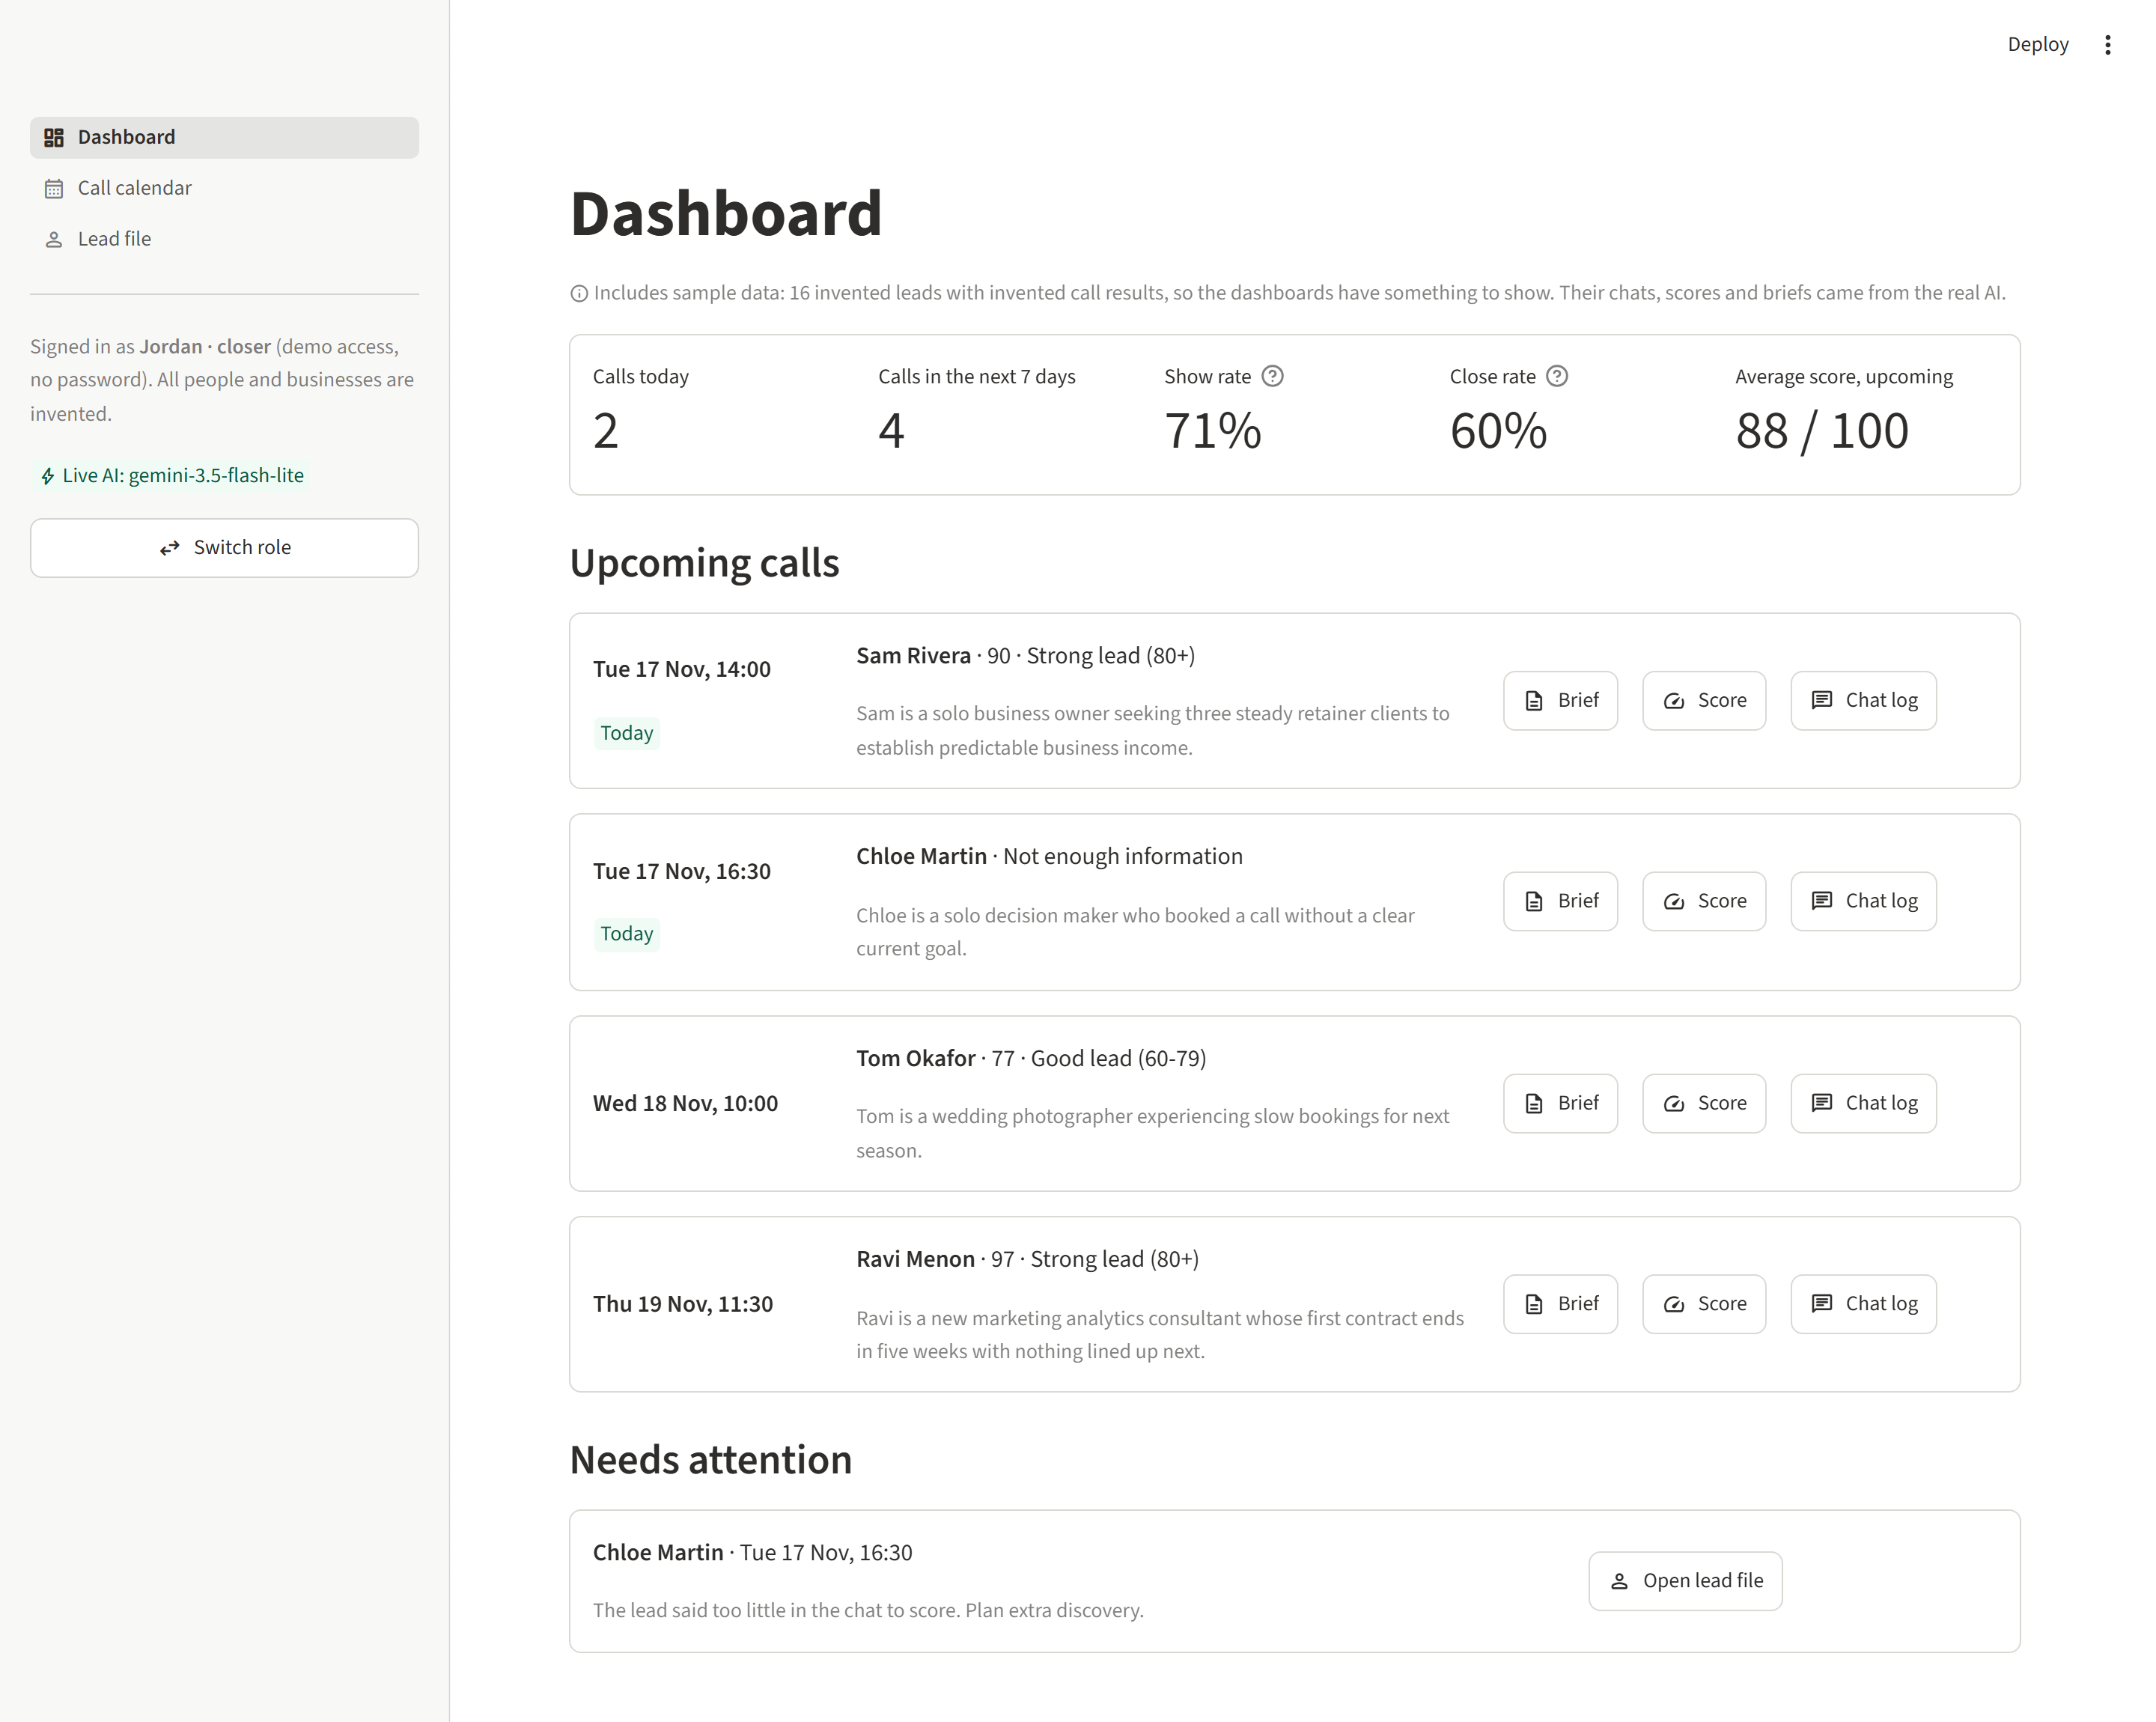 Deploy
Dashboard
Call calendar
Lead file
Signed in as Jordan · closer (demo access,
no password). All people and businesses are
invented.
Live AI: gemini-3.5-flash-lite
Switch role
Dashboard
Includes sample data: 16 invented leads with invented call results, so the dashboards have something to show. Their chats, scores and briefs came from the real AI.
Calls today
2
Calls in the next 7 days
4
Show rate
71%
Close rate
60%
Average score, upcoming
88 / 100
Upcoming calls
Tue 17 Nov, 14:00
Today
Sam Rivera · 90 · Strong lead (80+)
Sam is a solo business owner seeking three steady retainer clients to
establish predictable business income.
Brief
Score
Chat log
Tue 17 Nov, 16:30
Today
Chloe Martin · Not enough information
Chloe is a solo decision maker who booked a call without a clear
current goal.
Brief
Score
Chat log
Wed 18 Nov, 10:00
Tom Okafor · 77 · Good lead (60-79)
Tom is a wedding photographer experiencing slow bookings for next
season.
Brief
Score
Chat log
Thu 19 Nov, 11:30
Ravi Menon · 97 · Strong lead (80+)
Ravi is a new marketing analytics consultant whose first contract ends
in five weeks with nothing lined up next.
Brief
Score
Chat log
Needs attention
Chloe Martin · Tue 17 Nov, 16:30
The lead said too little in the chat to score. Plan extra discovery.
Open lead file